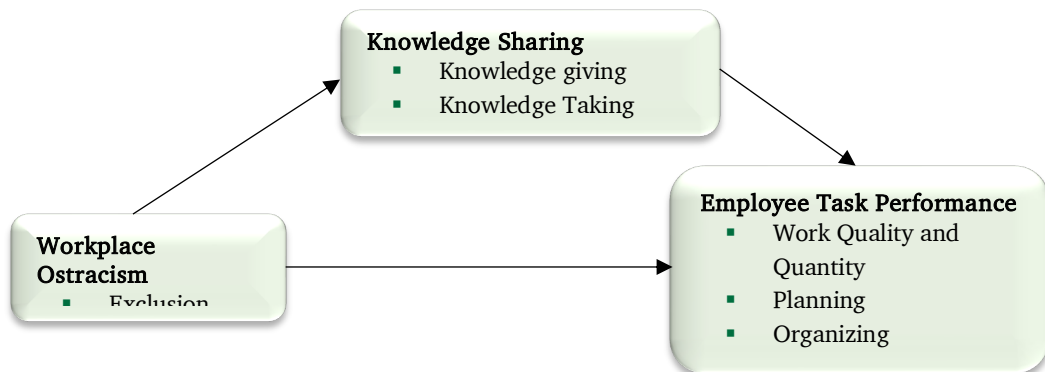 Knowledge Sharing
▪ Knowledge giving
▪ Knowledge Taking
Workplace
Ostracism
▪ Exclusion
Employee Task Performance
▪ Work Quality and
Quantity
▪ Planning
▪ Organizing